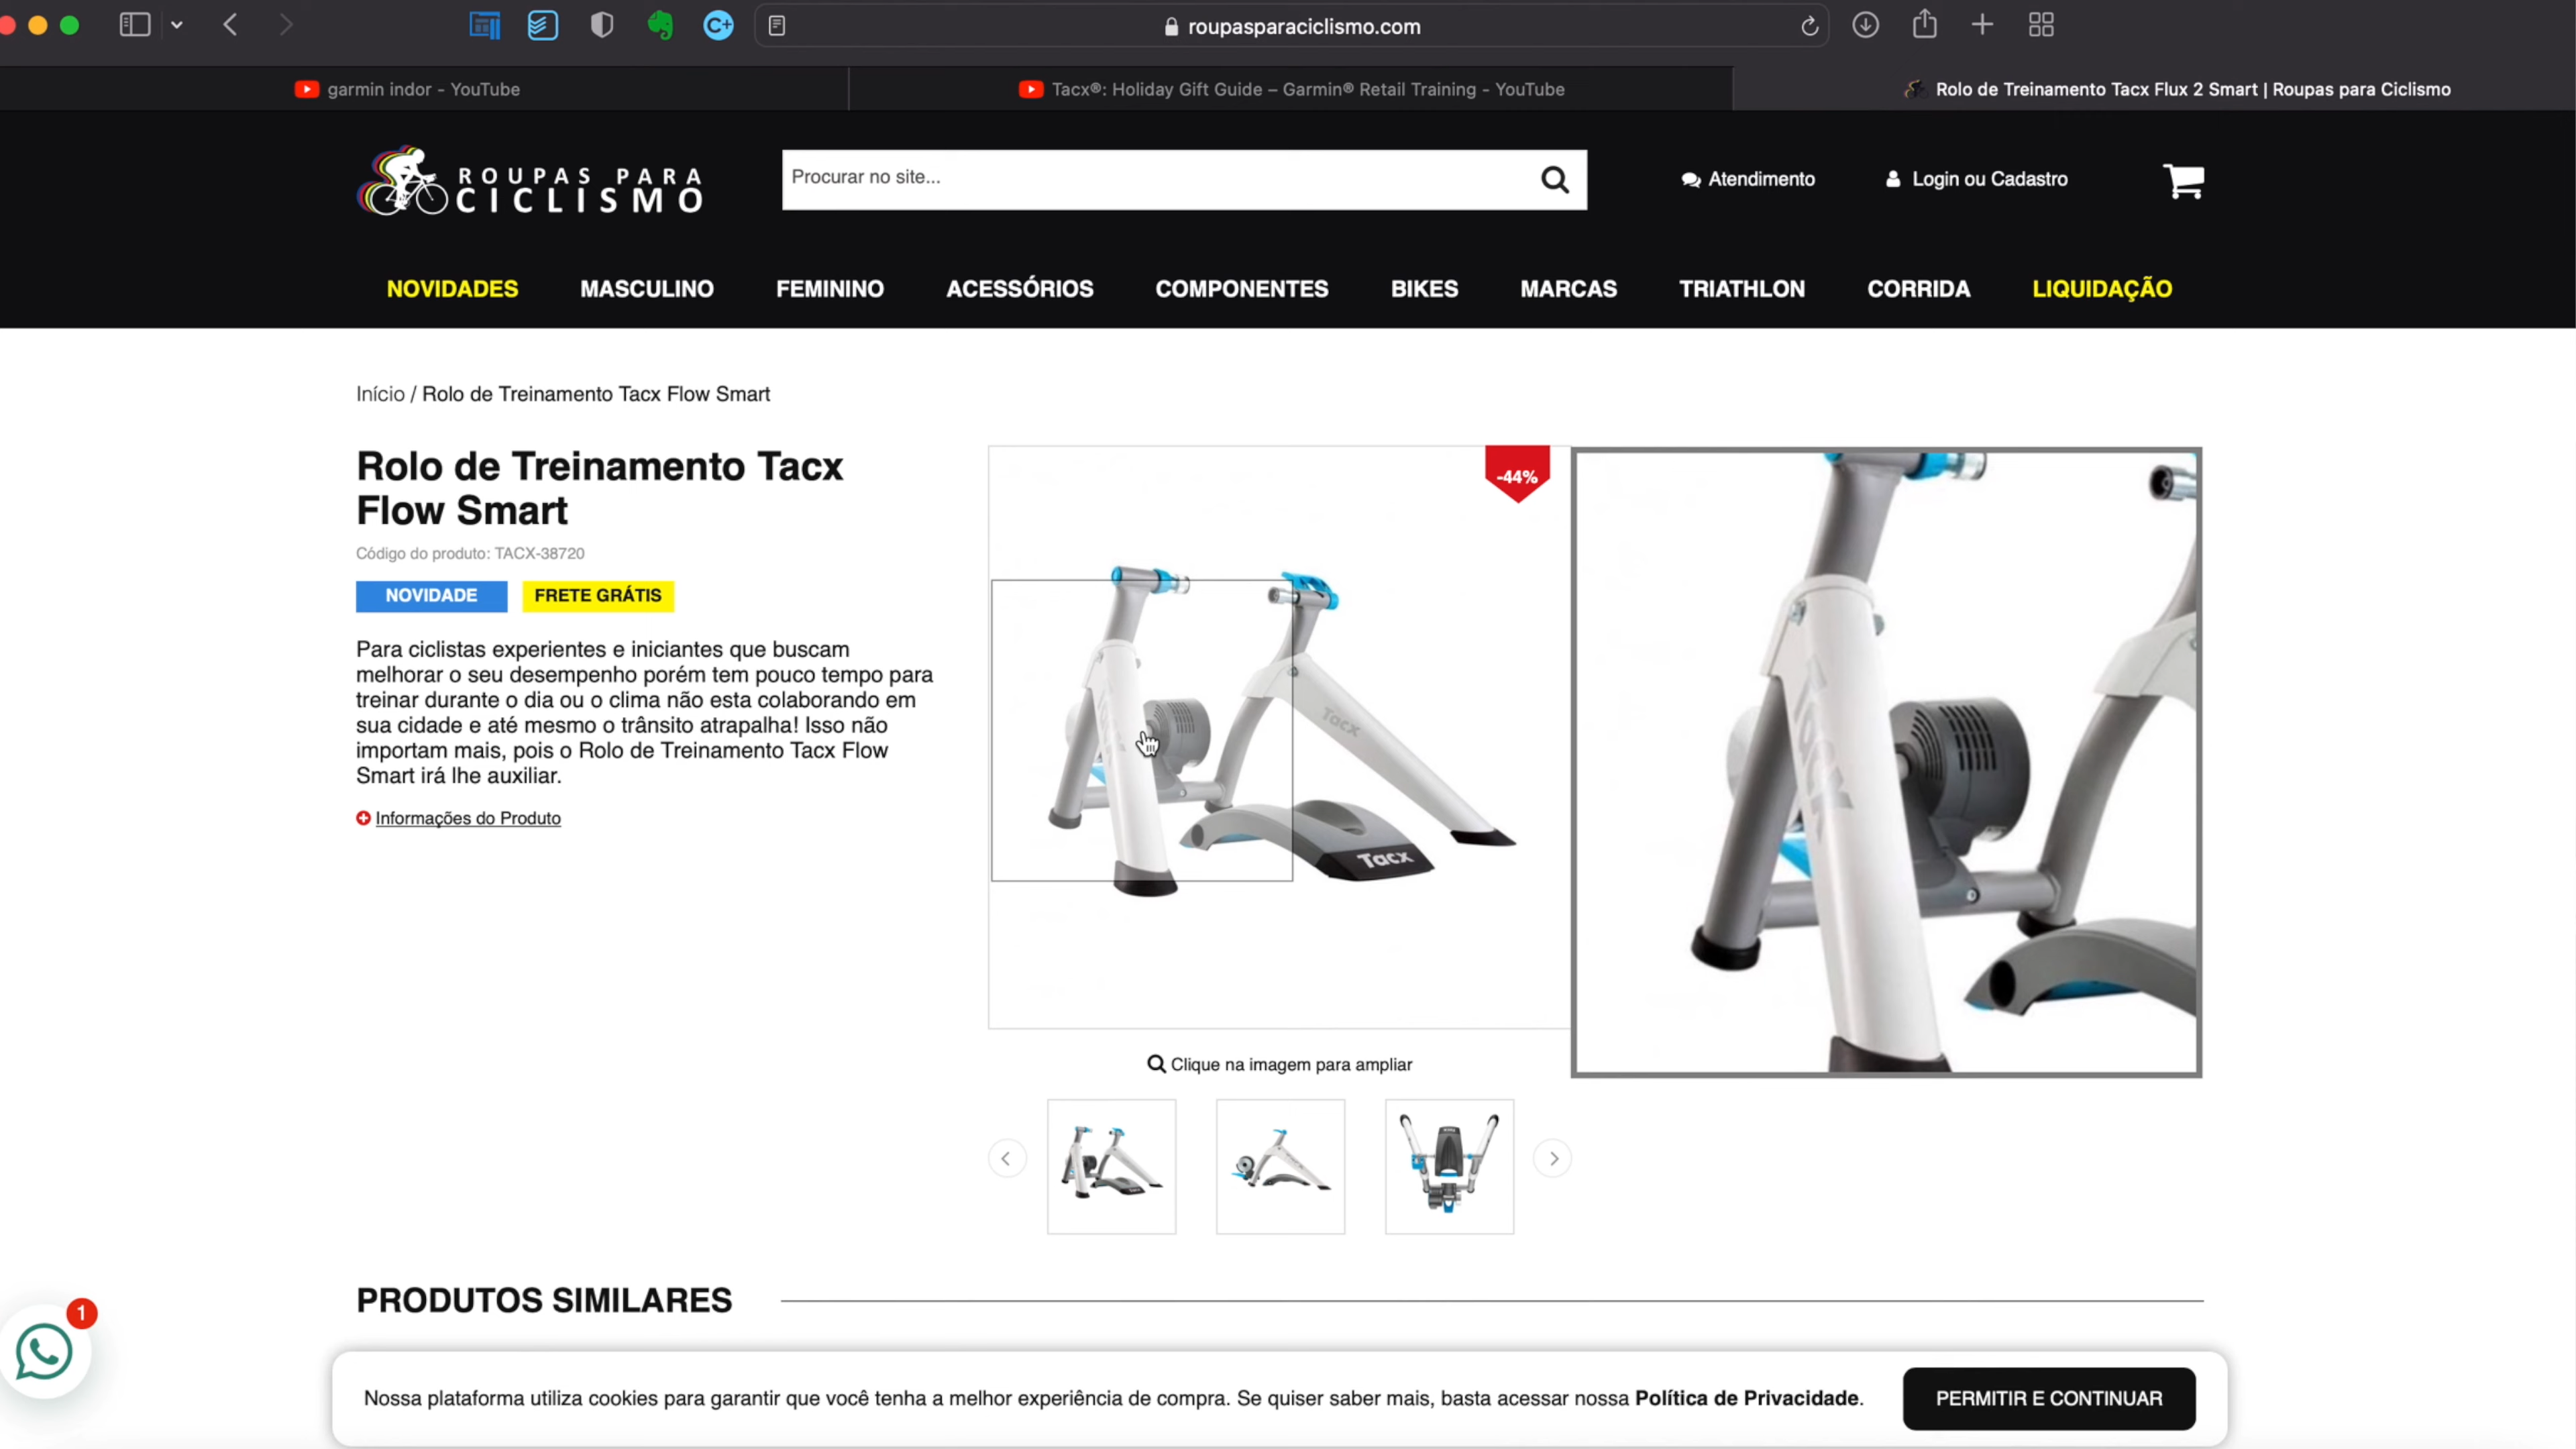 roupasparaciclismo.com
garmin indor - YouTube
Tacx®: Holiday Gift Guide – Garmin® Retail Training - YouTube
Rolo de Treinamento Tacx Flux 2 Smart | Roupas para Ciclismo
ROUPAS PARA
CICLISMO
Procurar no site...
Atendimento
Login ou Cadastro
NOVIDADES
MASCULINO
FEMININO
ACESSÓRIOS
COMPONENTES
BIKES
MARCAS
TRIATHLON
CORRIDA
LIQUIDAÇÃO
Início / Rolo de Treinamento Tacx Flow Smart
Rolo de Treinamento Tacx
Flow Smart
Código do produto: TACX-38720
NOVIDADE
FRETE GRÁTIS
Para ciclistas experientes e iniciantes que buscam
melhorar o seu desempenho porém tem pouco tempo para
treinar durante o dia ou o clima não esta colaborando em
sua cidade e até mesmo o trânsito atrapalha! Isso não
importam mais, pois o Rolo de Treinamento Tacx Flow
Smart irá lhe auxiliar.
Informações do Produto
-44%
Tacx
Tacx
Tacx
Clique na imagem para ampliar
PRODUTOS SIMILARES
1
Nossa plataforma utiliza cookies para garantir que você tenha a melhor experiência de compra. Se quiser saber mais, basta acessar nossa Política de Privacidade.
PERMITIR E CONTINUAR